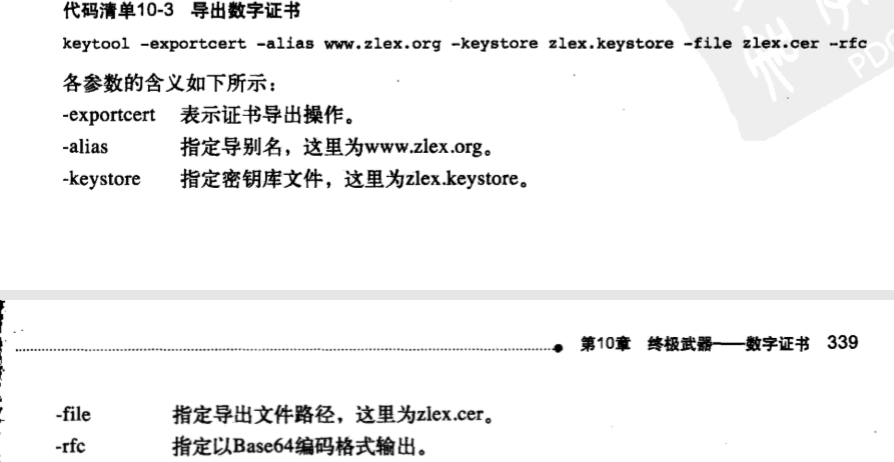 代码清单10-3 导出数字证书
keytool -exportcert -alias www.zlex.org -keystore zlex.keystore -file zlex.cer -rfc
各参数的含义如下所示：
-exportcert 表示证书导出操作。
-alias 指定导别名，这里为www.zlex.org。
-keystore 指定密钥库文件，这里为zlex.keystore。
第10章 终极武器——数字证书 339
-file 指定导出文件路径，这里为zlex.cer。
-rfc 指定以Base64编码格式输出。